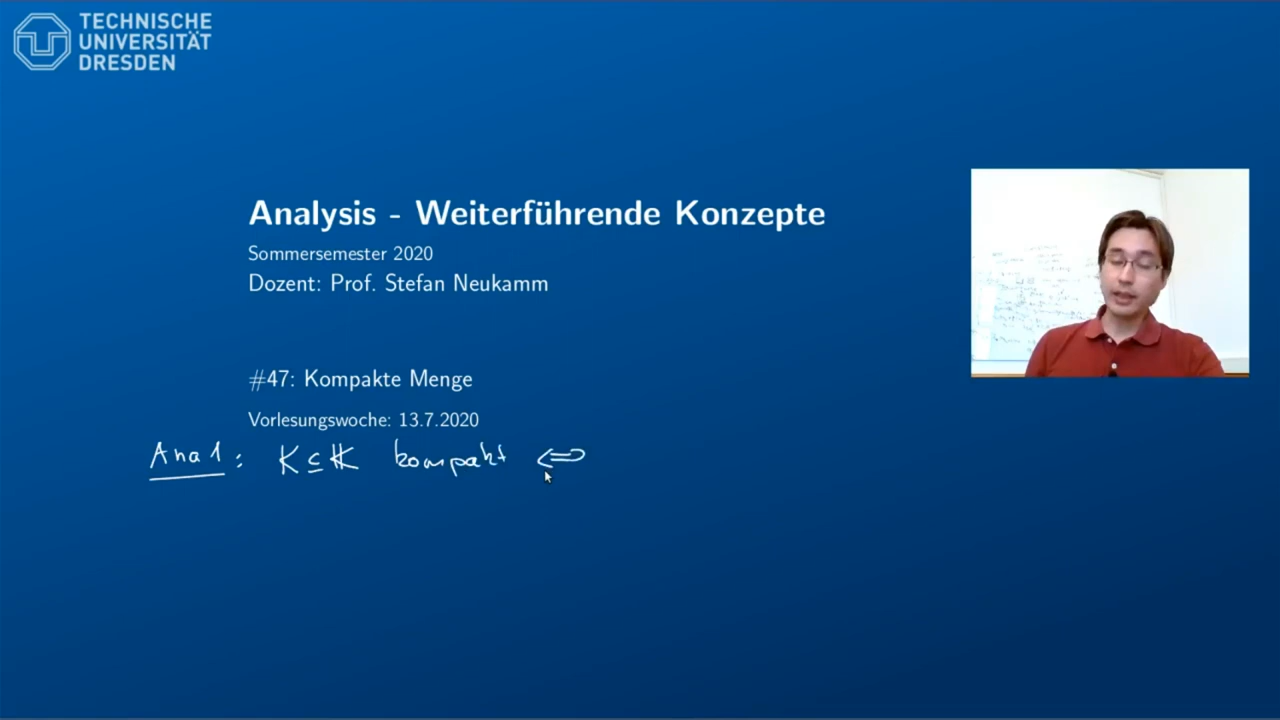 TECHNISCHE
UNIVERSITÄT
DRESDEN
Analysis - Weiterführende Konzepte
Sommersemester 2020
Dozent: Prof. Stefan Neukamm
#47: Kompakte Menge
Vorlesungswoche: 13.7.2020
Ana 1: K ⊆ 𝕂 kompakt ⇔